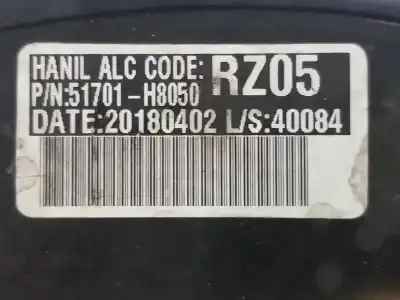 HANIL ALC CODE: RZ05
P/N:51701-H8050
DATE:20180402 L/S:40084